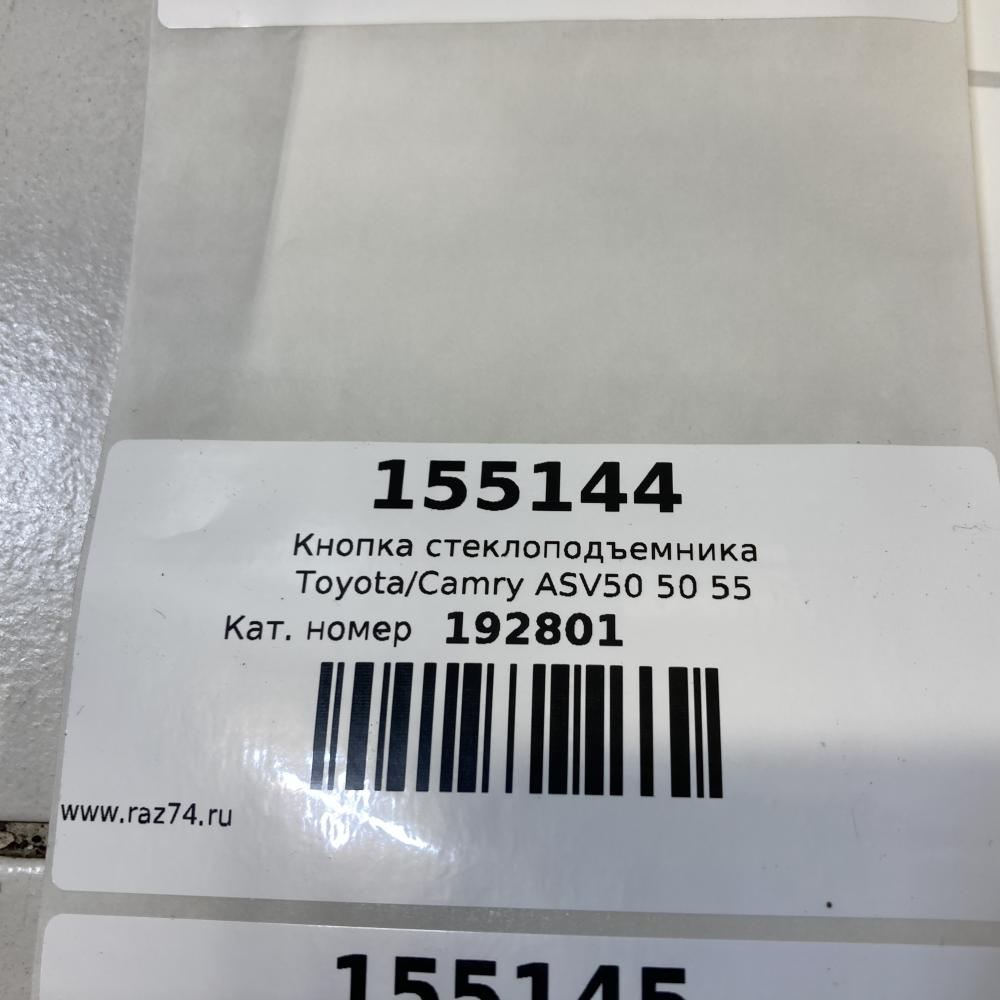 155144
Кнопка стеклоподъемника
Toyota/Camry ASV50 50 55
Кат. номер 192801
www.raz74.ru
155145